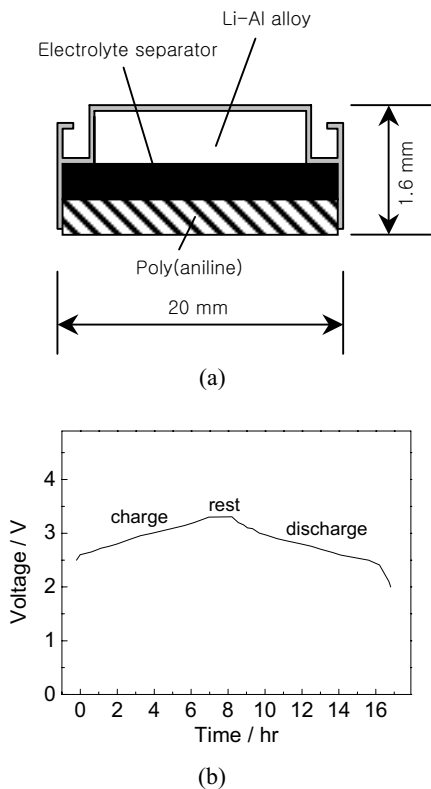 Li-Al alloy
Electrolyte separator
1.6 mm
Poly(aniline)
20 mm
(a)
4
3
2
1
0
Voltage / V
charge
rest
discharge
0 2 4 6 8 10 12 14 16
Time / hr
(b)